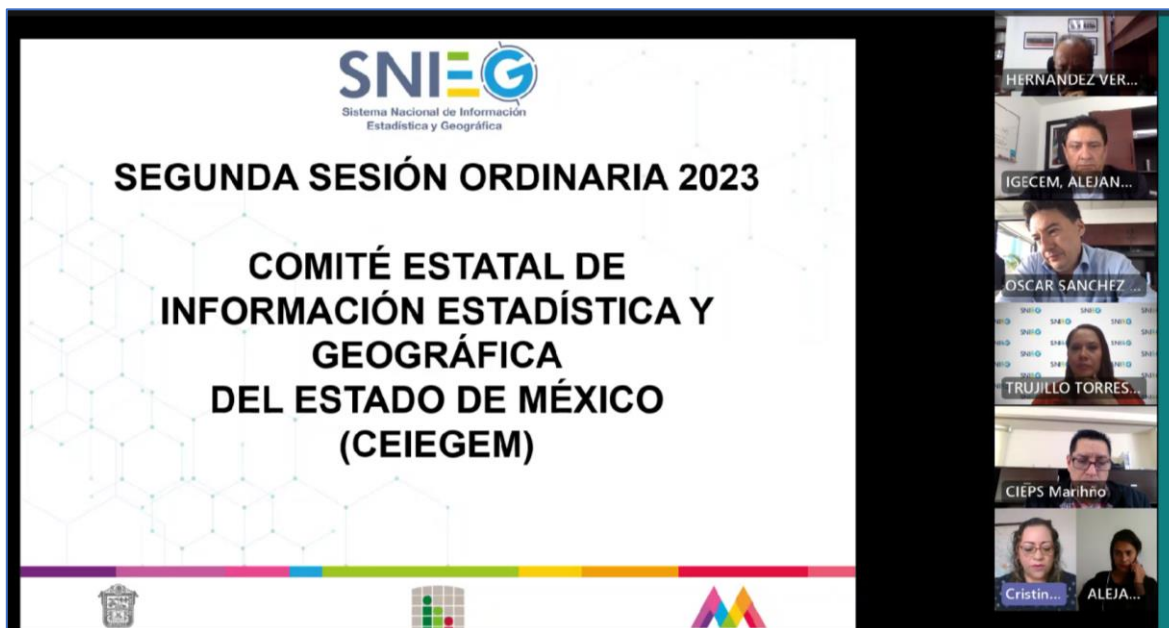 SNIEG
Sistema Nacional de Información
Estadística y Geográfica
SEGUNDA SESIÓN ORDINARIA 2023
COMITÉ ESTATAL DE
INFORMACIÓN ESTADÍSTICA Y
GEOGRÁFICA
DEL ESTADO DE MÉXICO
(CEIEGEM)
HERNANDEZ VER...
IGECEM, ALEJAN...
OSCAR SANCHEZ ...
TRUJILLO TORRES...
CIEPS Marihño
Cristin...
ALEJA...